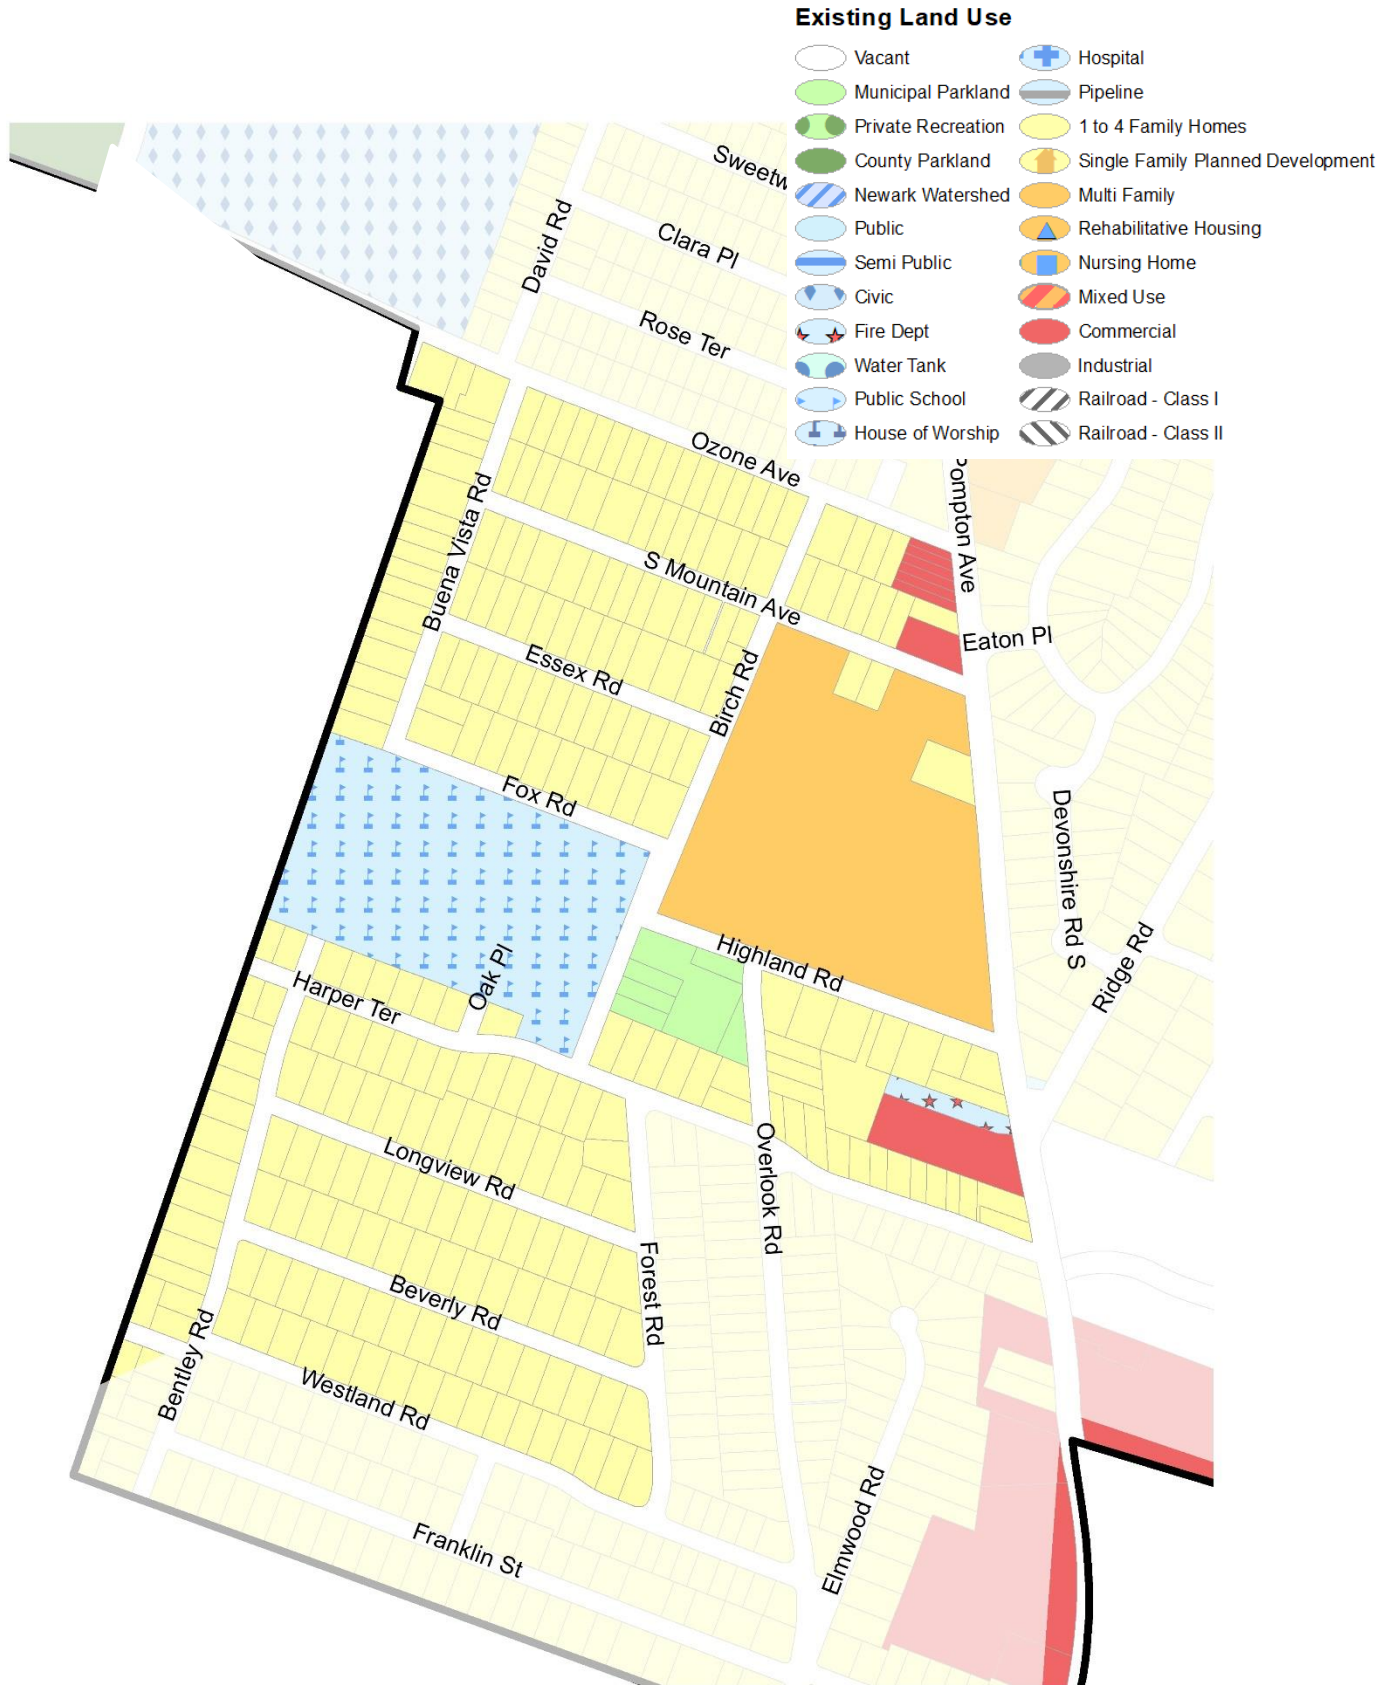 Existing Land Use
Vacant
Municipal Parkland
Private Recreation
County Parkland
Newark Watershed
Public
Semi Public
Civic
Fire Dept
Water Tank
Public School
House of Worship
Hospital
Pipeline
1 to 4 Family Homes
Single Family Planned Development
Multi Family
Rehabilitative Housing
Nursing Home
Mixed Use
Commercial
Industrial
Railroad - Class I
Railroad - Class II
Sweetw
Clara Pl
David Rd
Rose Ter
Ozone Ave
Pompton Ave
Buena Vista Rd
S Mountain Ave
Eaton Pl
Essex Rd
Birch Rd
Fox Rd
Devonshire Rd S
Highland Rd
Ridge Rd
Oak Pl
Harper Ter
Longview Rd
Overlook Rd
Forest Rd
Beverly Rd
Bentley Rd
Westland Rd
Elmwood Rd
Franklin St